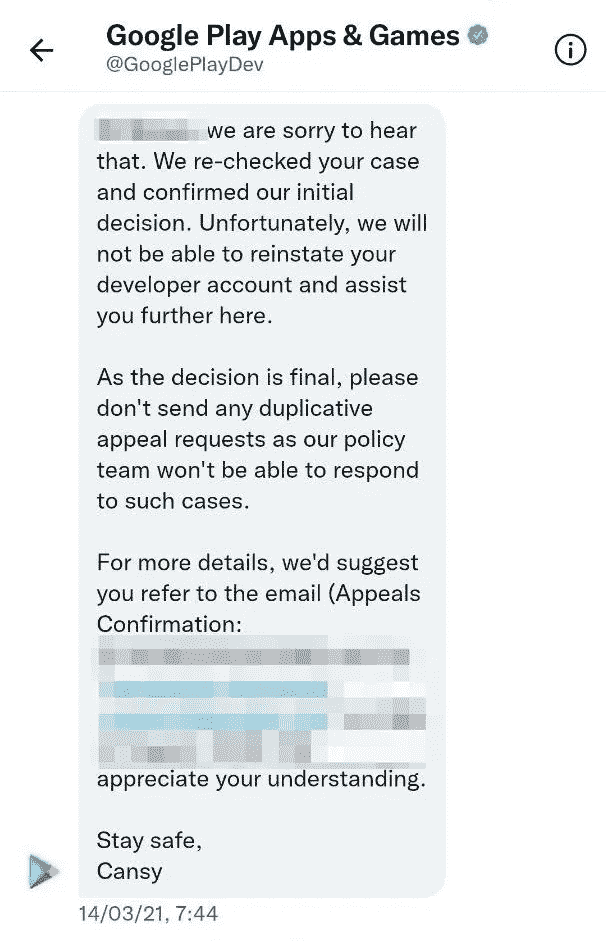 Google Play Apps & Games
@GooglePlayDev
we are sorry to hear
that. We re-checked your case
and confirmed our initial
decision. Unfortunately, we will
not be able to reinstate your
developer account and assist
you further here.
As the decision is final, please
don't send any duplicative
appeal requests as our policy
team won't be able to respond
to such cases.
For more details, we'd suggest
you refer to the email (Appeals
Confirmation:
appreciate your understanding.
Stay safe,
Cansy
14/03/21, 7:44